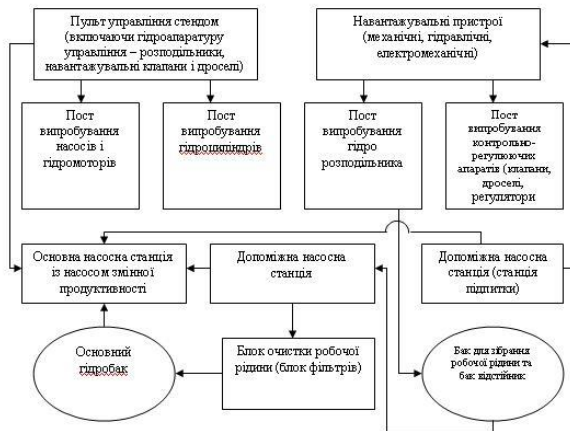 Пульт управління стендом
(включаючи гідроапаратуру
управління – розподільники,
навантажувальні клапани і дроселі)
Навантажувальні пристрої
(механічні, гідравлічні,
електромеханічні)
Пост
випробування
насосів і
гідромоторів
Пост
випробування
гідроциліндрів
Пост
випробування
гідро
розподільника
Пост
випробування
контрольно-
регулюючих
апаратів (клапани,
дроселі,
регулятори
Основна насосна станція
із насосом змінної
продуктивності
Допоміжна насосна
станція
Допоміжна насосна
станція (станція
підпитки)
Основний
гідробак
Блок очистки робочої
рідини (блок фільтрів)
Бак для зібрання
робочої рідини та
бак відстійник